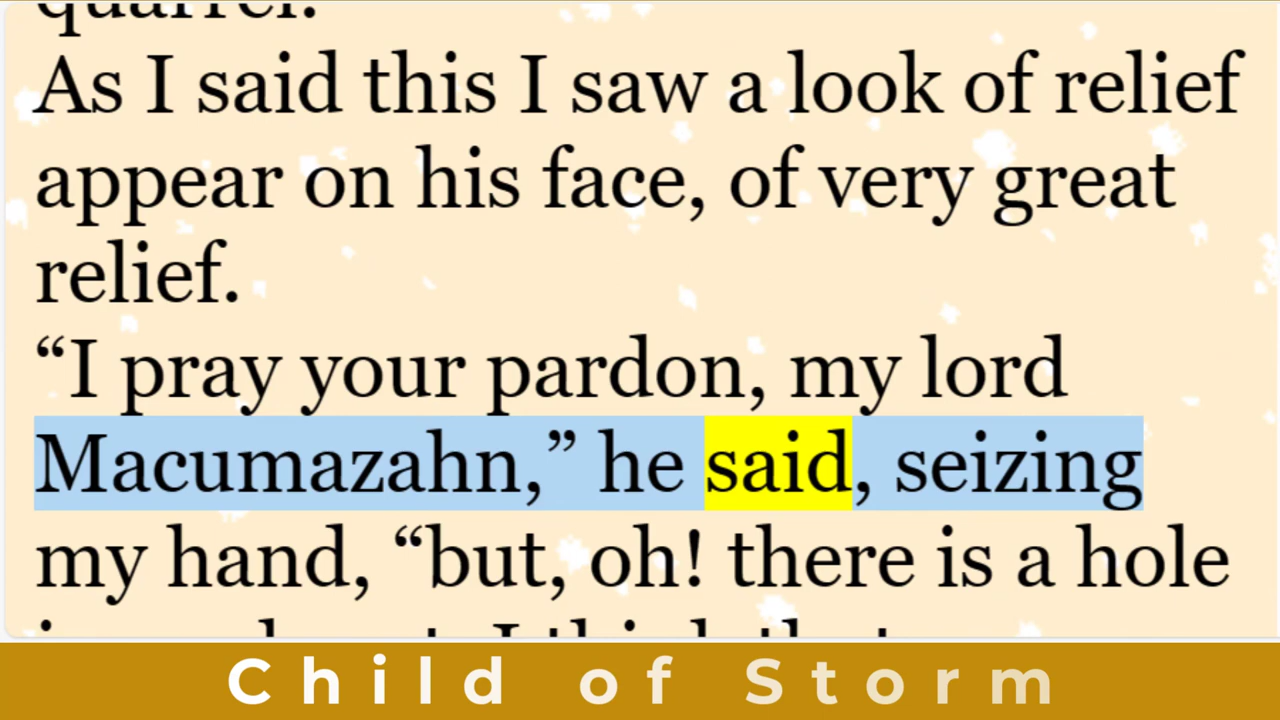 quarrel.
As I said this I saw a look of relief
appear on his face, of very great
relief.
“I pray your pardon, my lord
Macumazahn,” he said, seizing
my hand, “but, oh! there is a hole
Child of Storm